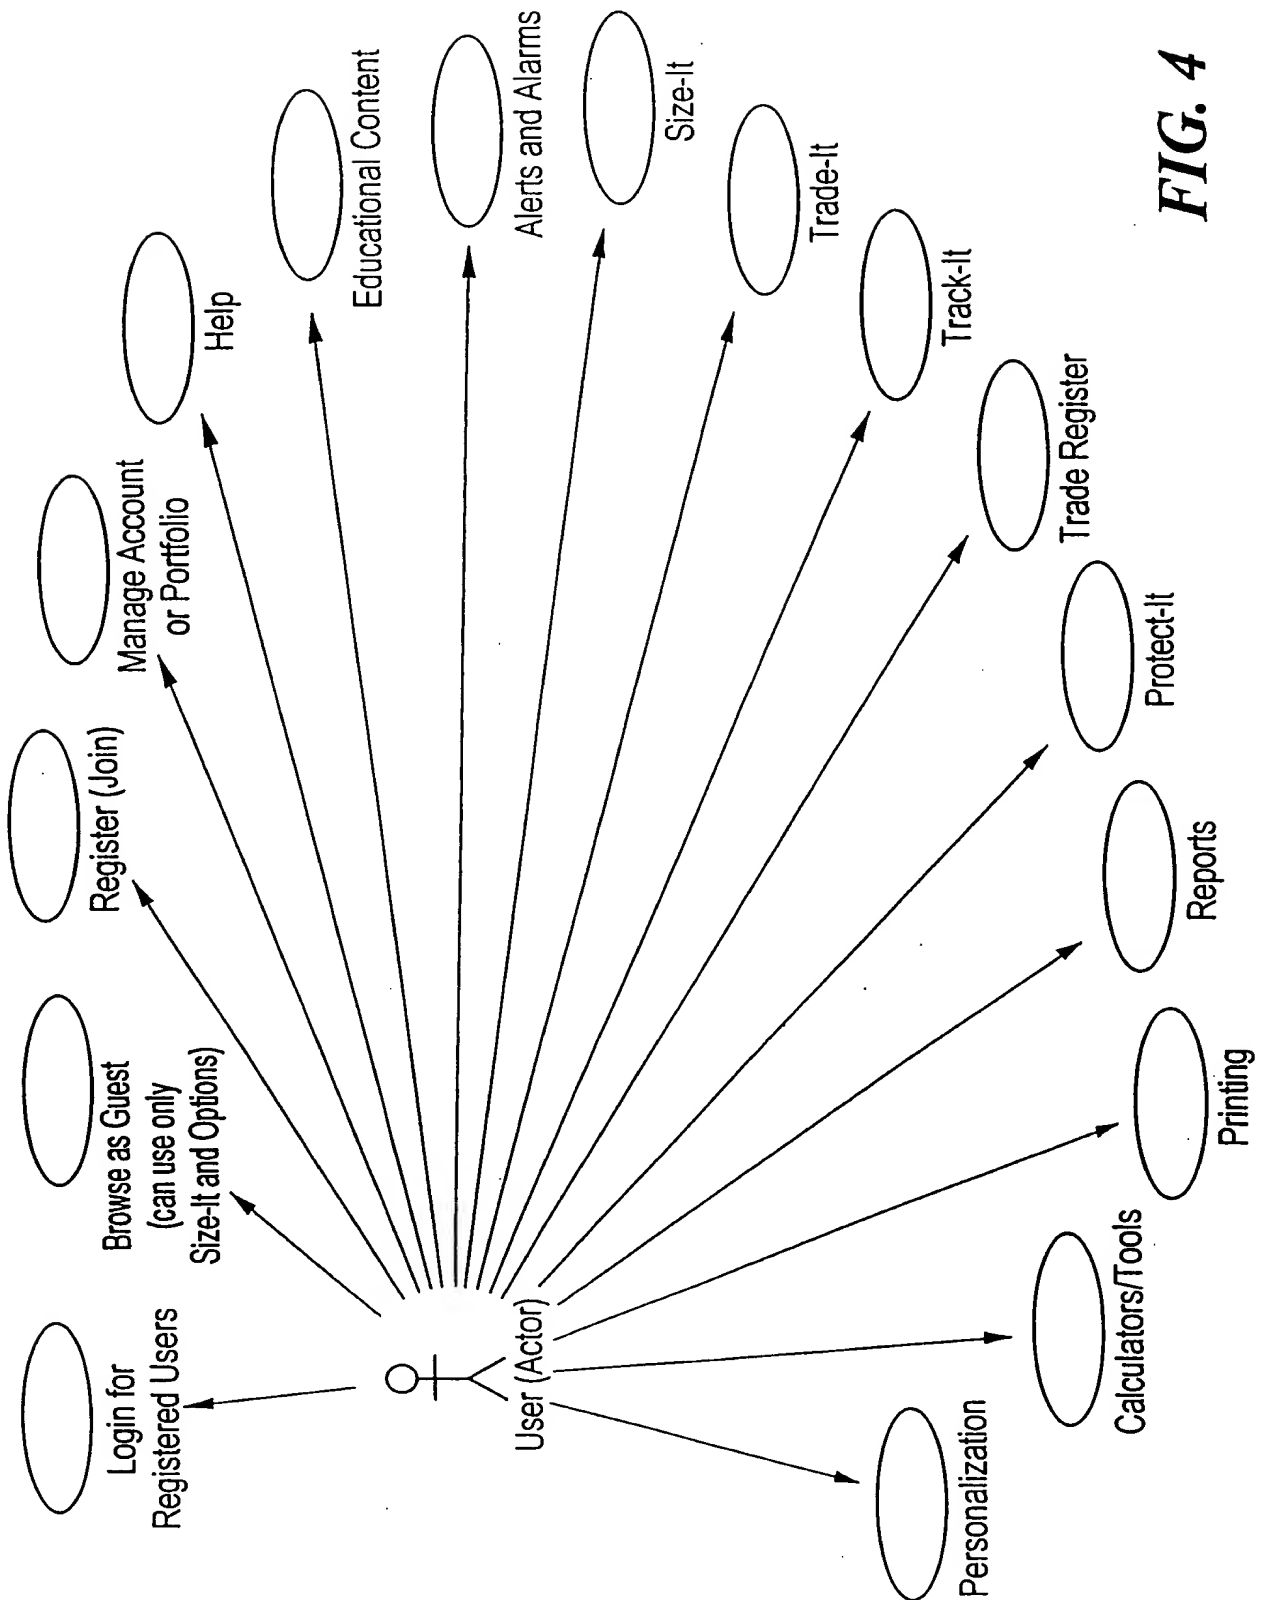 Login for
Registered Users
Browse as Guest
(can use only
Size-It and Options)
Register (Join)
Manage Account
or Portfolio
Help
Educational Content
Alerts and Alarms
Size-It
Trade-It
Track-It
Trade Register
Protect-It
Reports
Printing
Calculators/Tools
Personalization
User (Actor)
FIG. 4